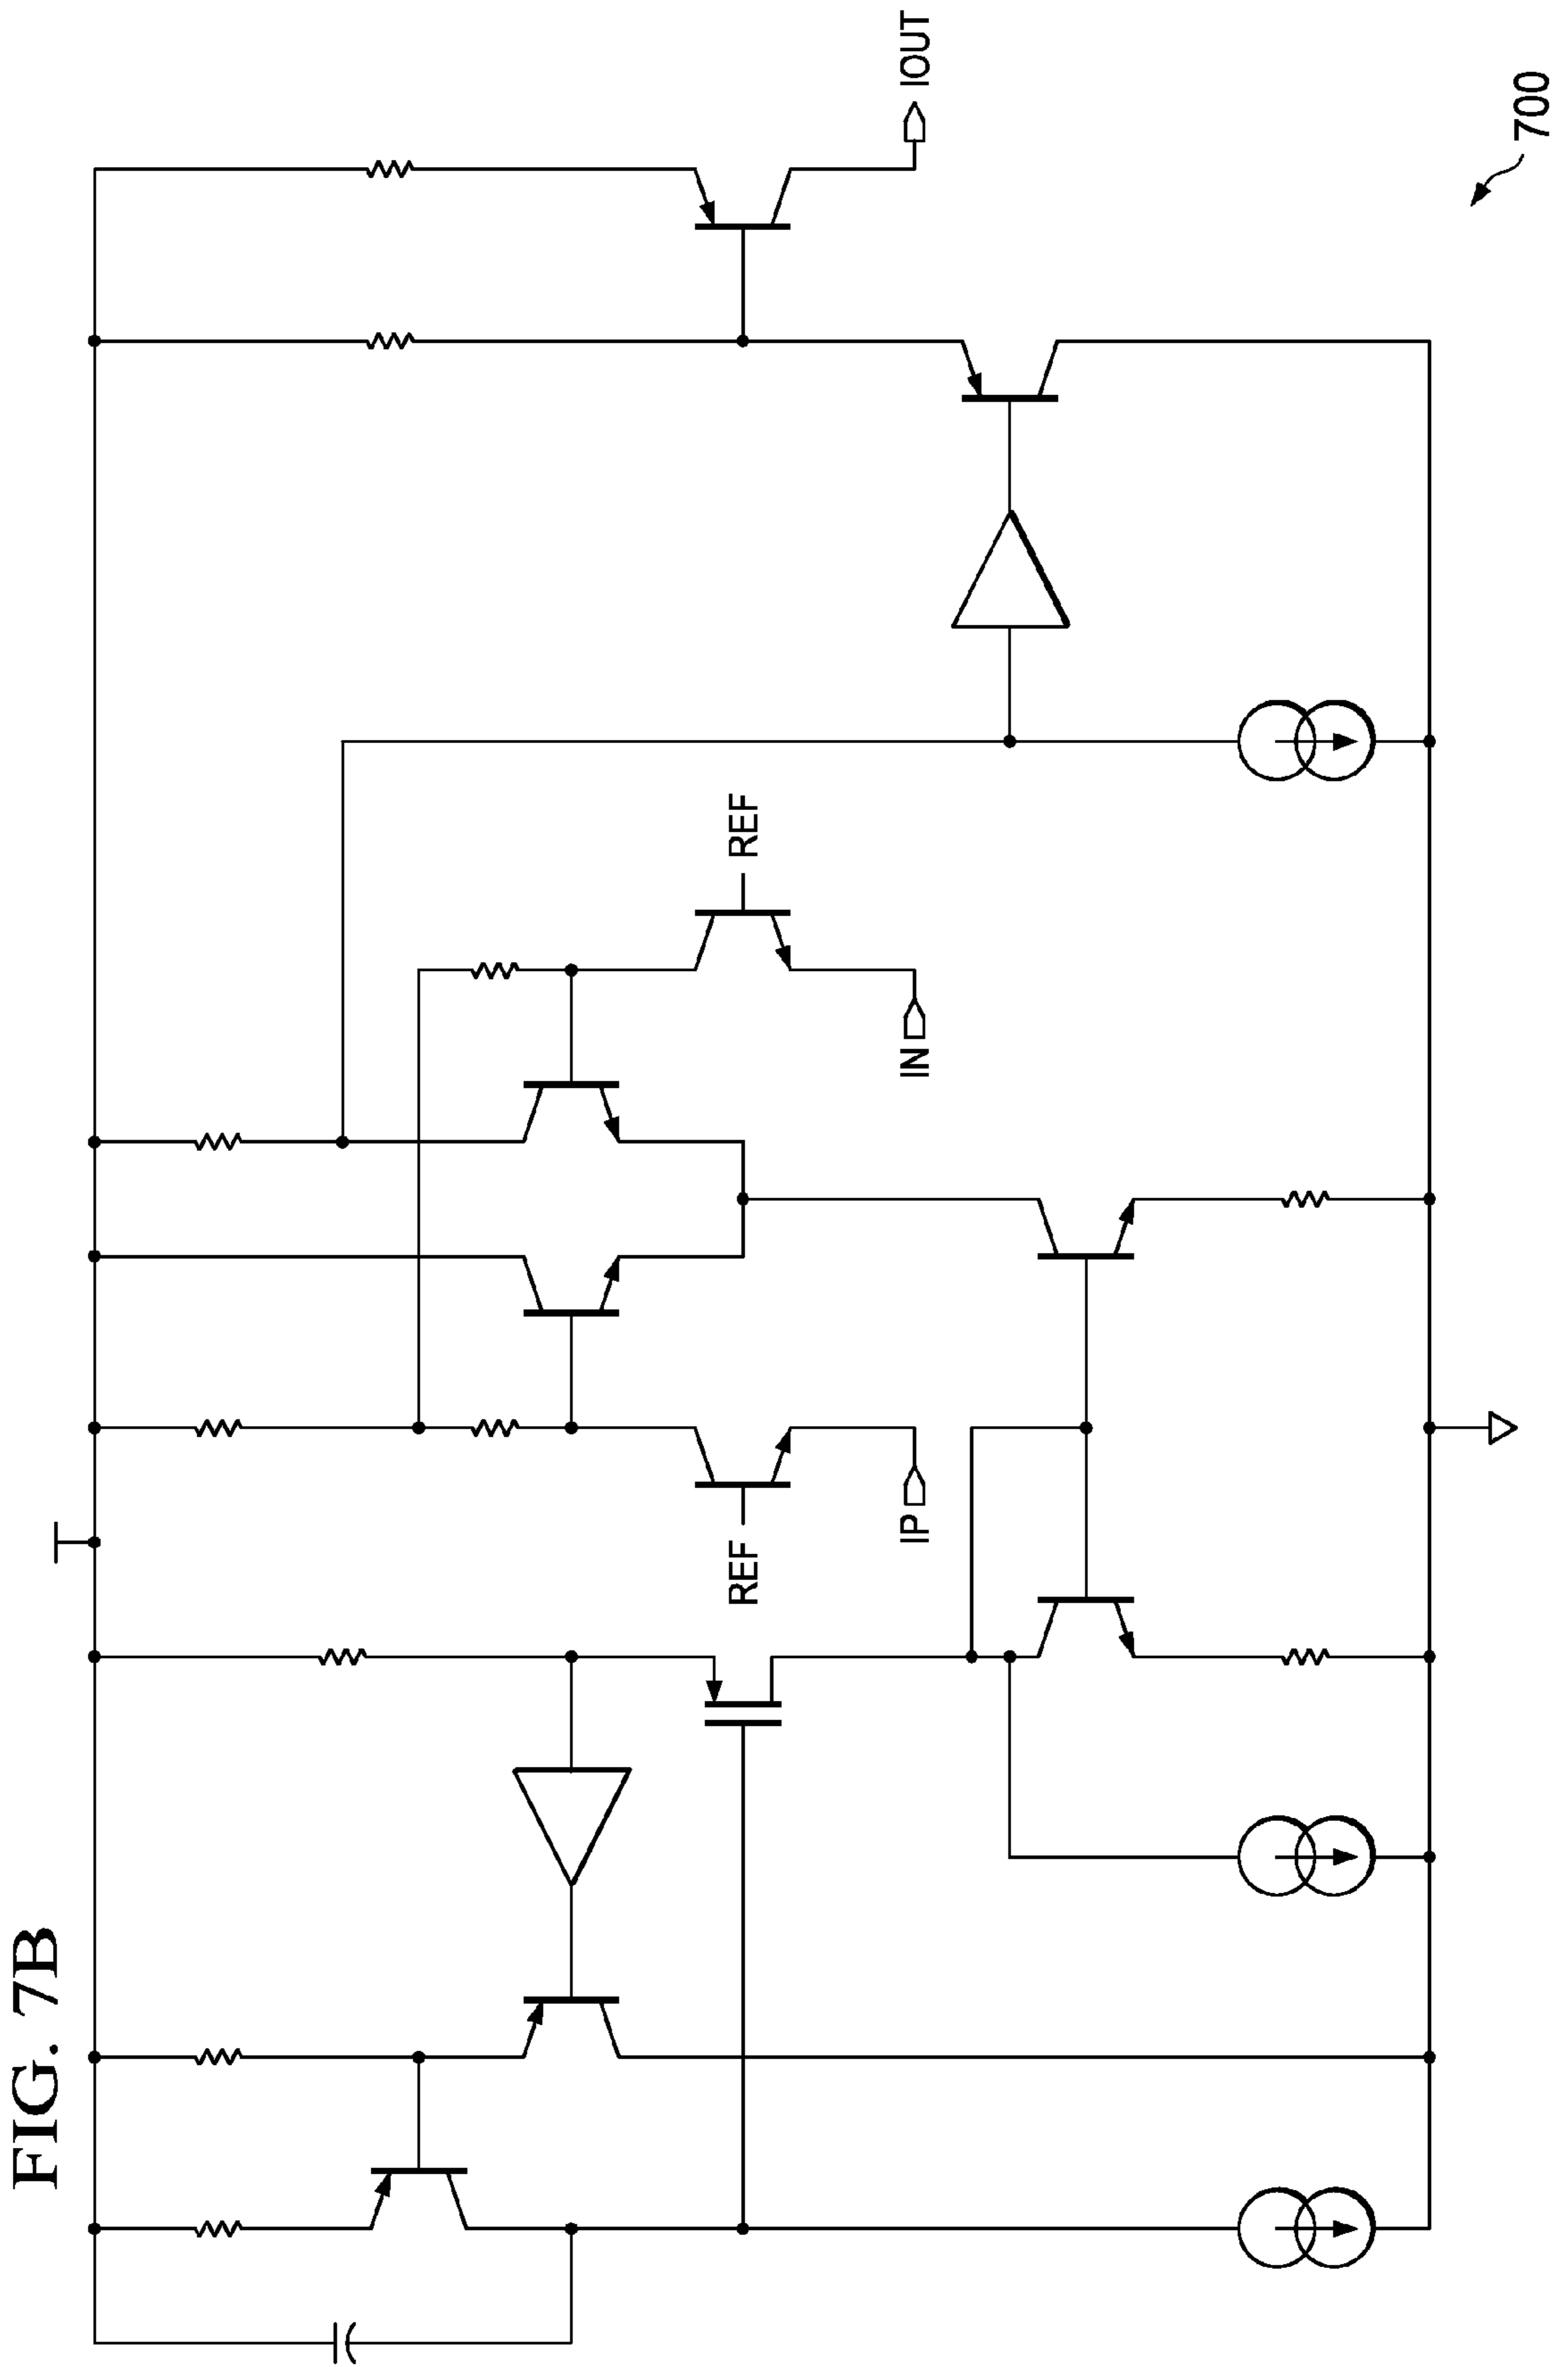 FIG. 7B
REF
IP
REF
IN
IOUT
700